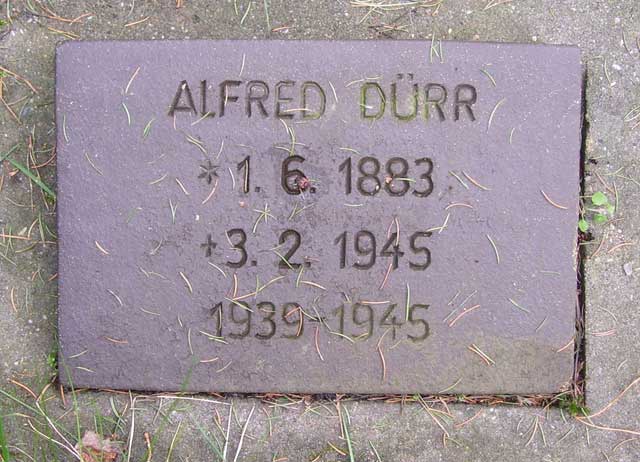 ALFRED DÜRR
* 1. 6. 1883
+ 3. 2. 1945
1939-1945